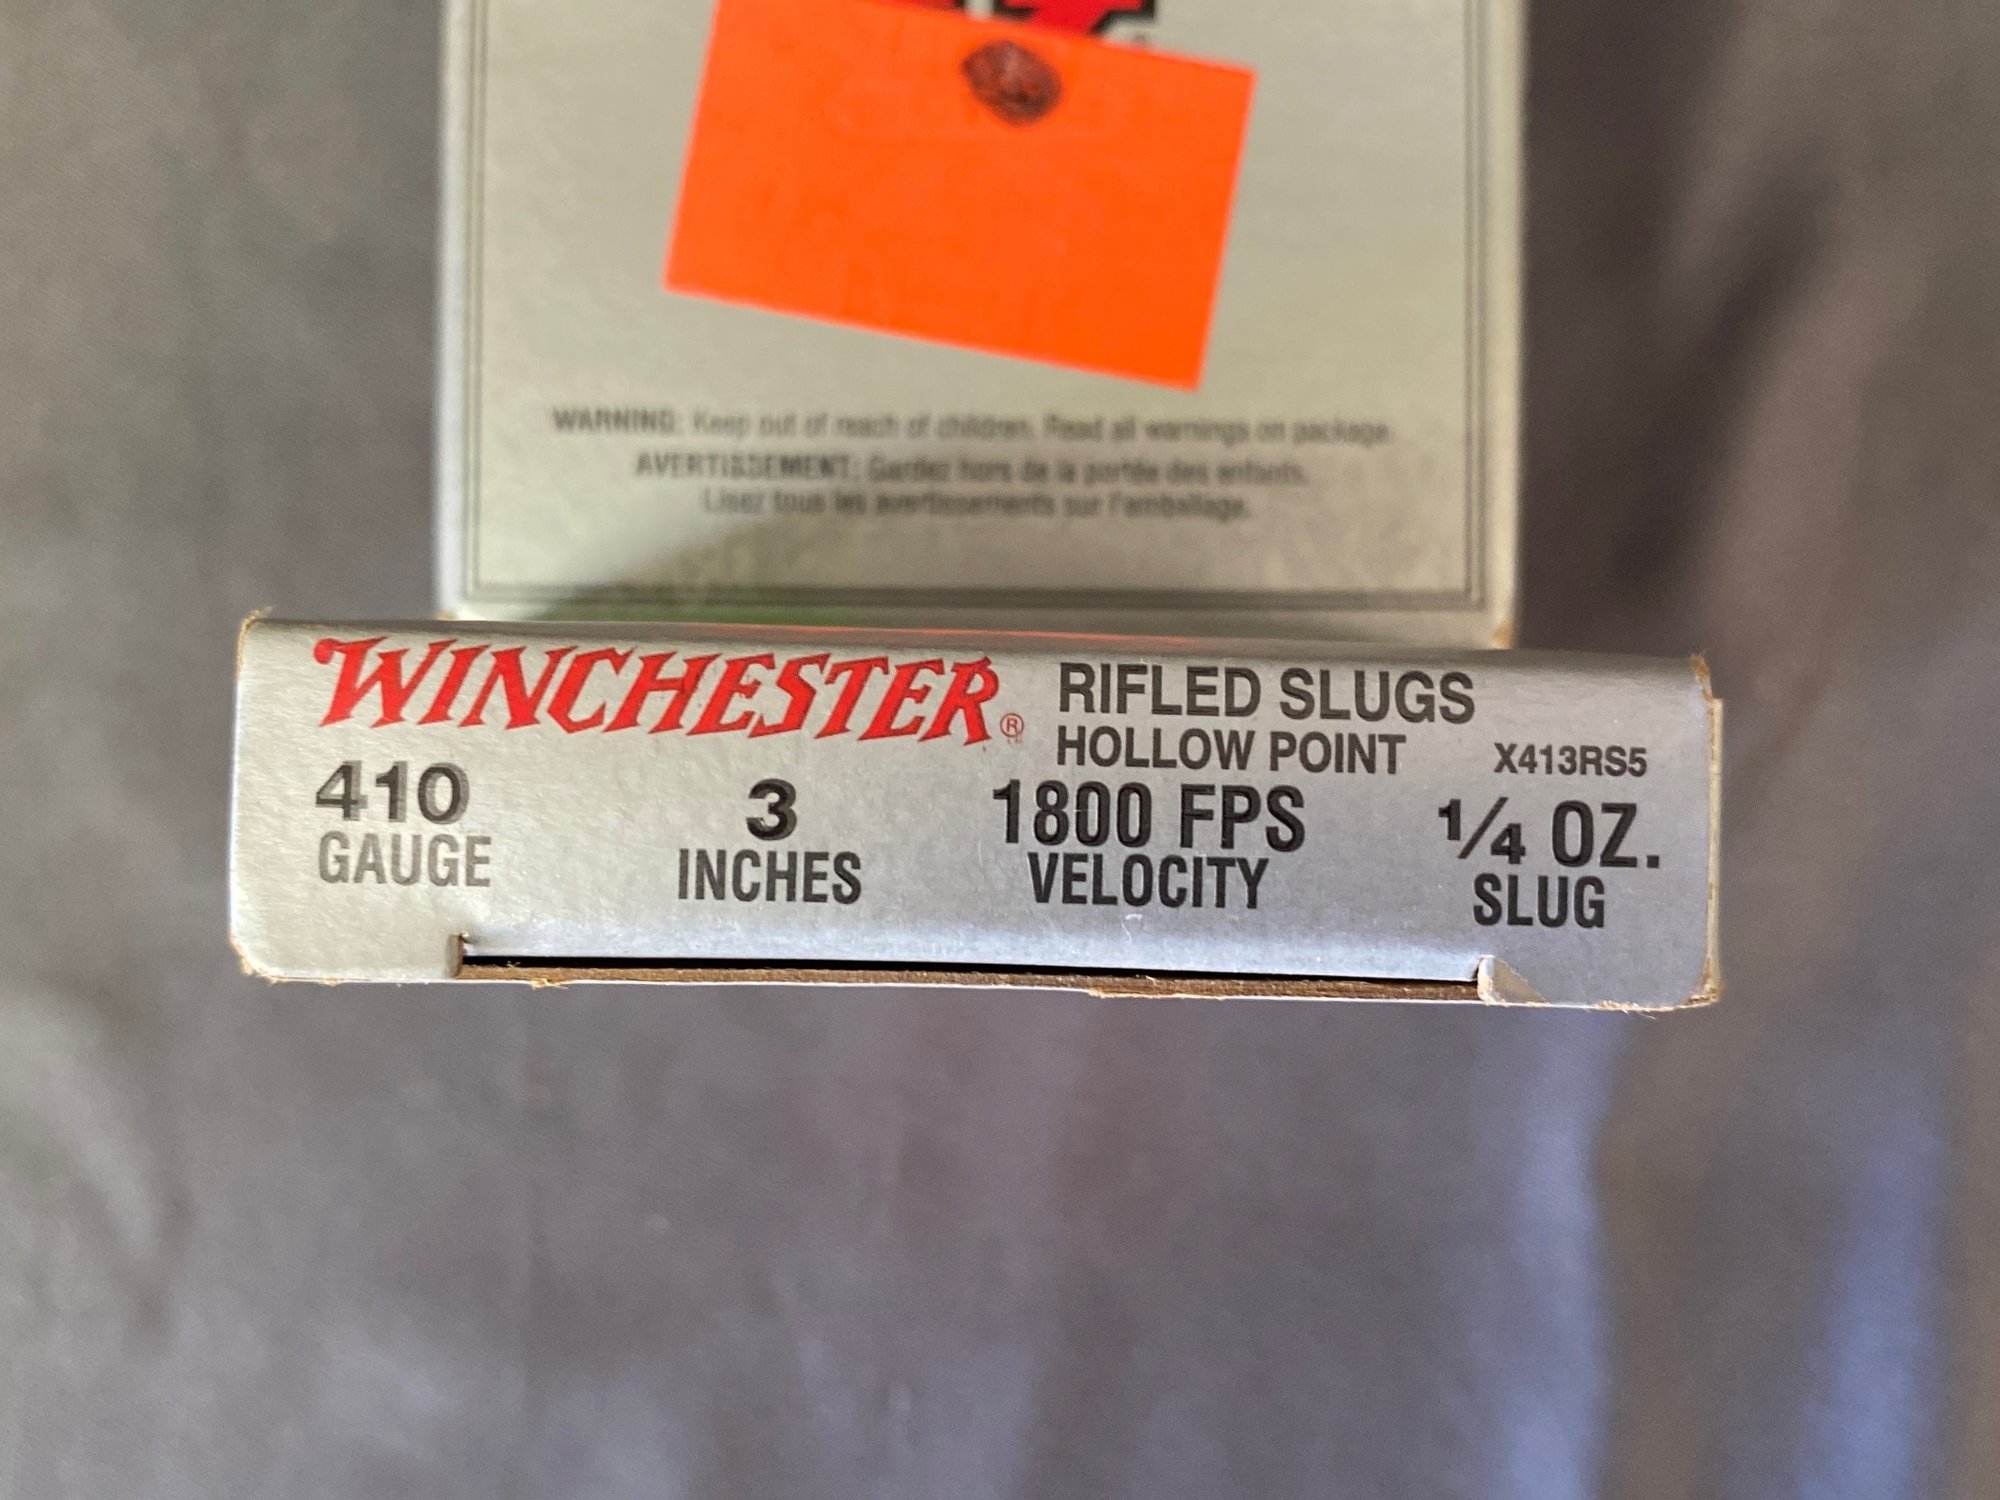 WARNING: Keep out of reach of children. Read all warnings on package.
AVERTISSEMENT: Gardez hors de la portée des enfants.
Lisez tous les avertissements sur l'emballage.
WINCHESTER® RIFLED SLUGS
HOLLOW POINT X413RS5
410 3 1800 FPS 1/4 OZ.
GAUGE INCHES VELOCITY SLUG